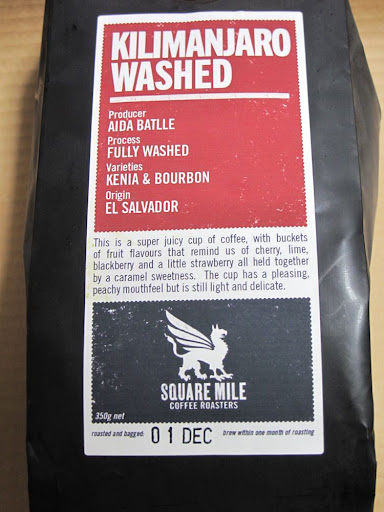 KILIMANJARO
WASHED
Producer
AIDA BATLLE
Process
FULLY WASHED
Varieties
KENIA & BOURBON
Origin
EL SALVADOR
This is a super juicy cup of coffee, with buckets
of fruit flavours that remind us of cherry, lime,
blackberry and a little strawberry all held together
by a caramel sweetness. The cup has a pleasing,
peachy mouthfeel but is still light and delicate.
SQUARE MILE
COFFEE ROASTERS
350g net
roasted and bagged: 01 DEC brew within one month of roasting